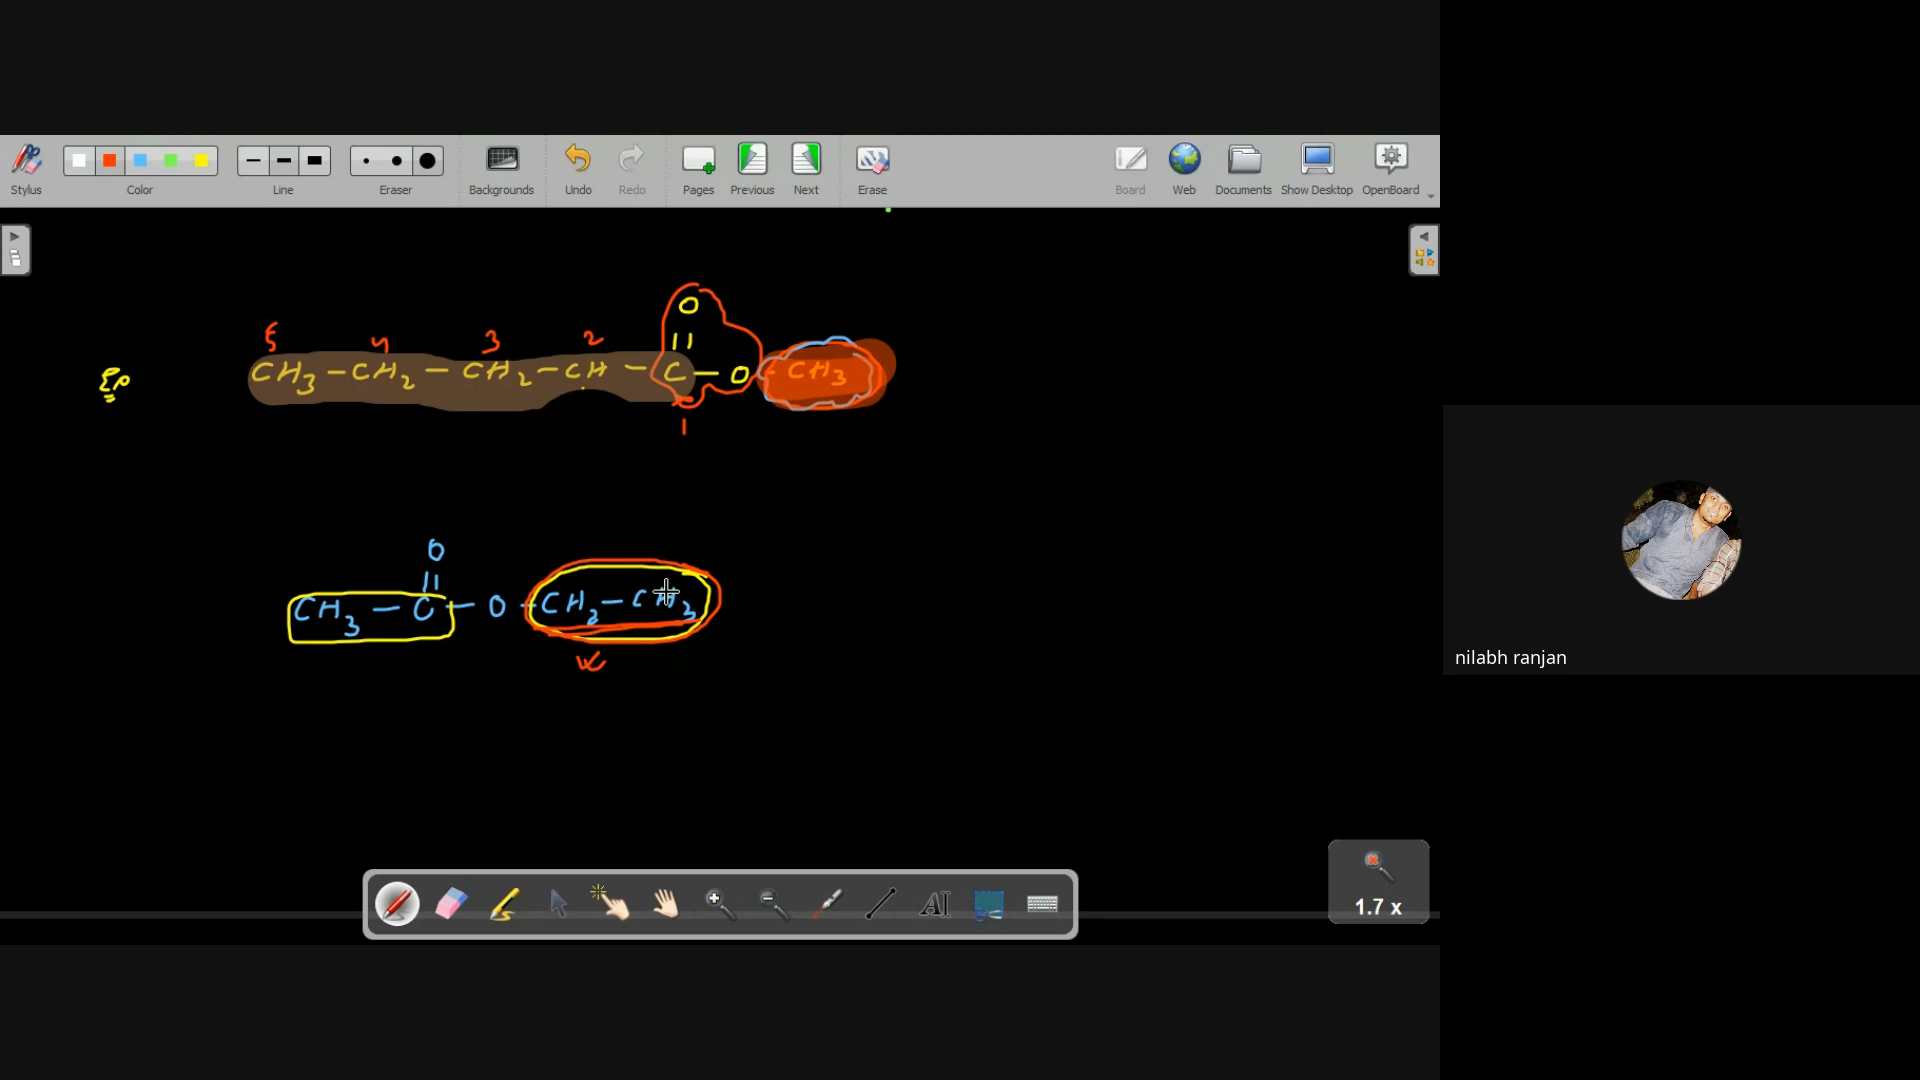 Stylus Color Line Eraser Backgrounds Undo Redo Pages Previous Next Erase Board Web Documents Show Desktop OpenBoard
O
||
5 4 3 2
CH3 - CH2 - CH2 - CH - C - O - CH3
1
O
||
CH3 - C - O - CH2 - CH3
nilabh ranjan
AI
1.7 x